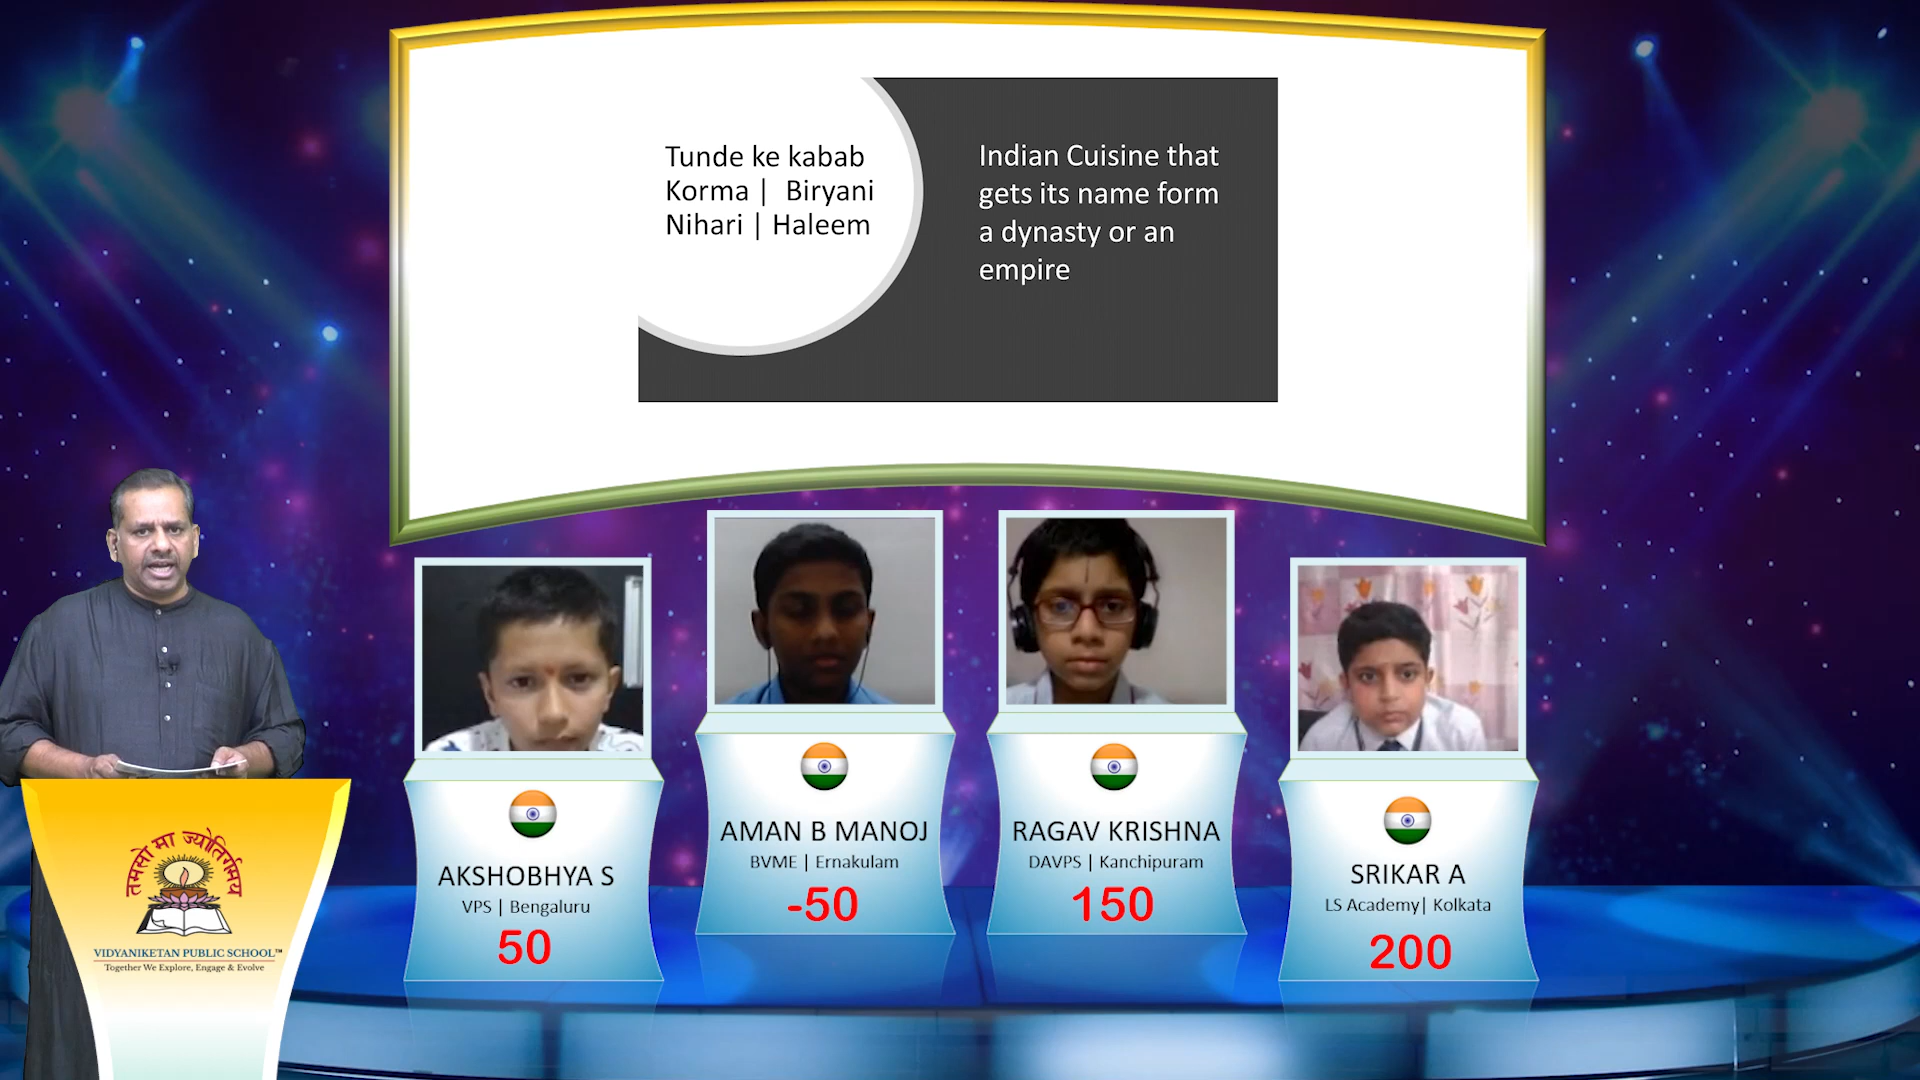 Tunde ke kabab
Korma | Biryani
Nihari | Haleem
Indian Cuisine that
gets its name form
a dynasty or an
empire
तमसो मा ज्योतिर्गमय
VIDYANIKETAN PUBLIC SCHOOL™
Together We Explore, Engage & Evolve
AKSHOBHYA S
VPS | Bengaluru
50
AMAN B MANOJ
BVME | Ernakulam
-50
RAGAV KRISHNA
DAVPS | Kanchipuram
150
SRIKAR A
LS Academy| Kolkata
200